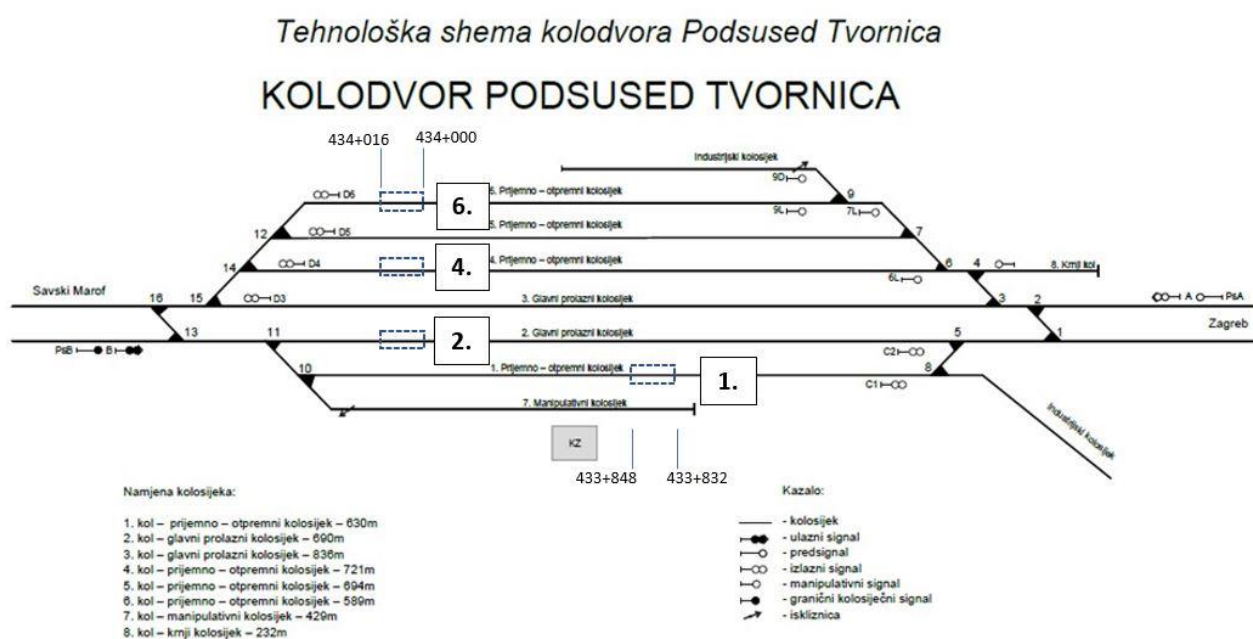 Tehnološka shema kolodvora Podsused Tvornica
KOLODVOR PODSUSED TVORNICA
434+016 434+000
Industrijski kolosijek
9D
D6
6. Prijemno – otpremni kolosijek
6.
9
9L
7L
12
D5
5. Prijemno – otpremni kolosijek
7
14
D4
4. Prijemno – otpremni kolosijek
4.
6L
6
4
8. Krnji kol
Savski Marof
16
15
D3
3. Glavni prolazni kolosijek
3
2
A
PsA
Zagreb
13
11
2. Glavni prolazni kolosijek
2.
5
1
PsB
B
C2
10
1. Prijemno – otpremni kolosijek
1.
C1
8
7. Manipulativni kolosijek
Industrijski kolosijek
KZ
433+848 433+832
Namjena kolosijeka:
1. kol – prijemno – otpremni kolosijek – 630m
2. kol – glavni prolazni kolosijek – 690m
3. kol – glavni prolazni kolosijek – 836m
4. kol – prijemno – otpremni kolosijek – 721m
5. kol – prijemno – otpremni kolosijek – 694m
6. kol – prijemno – otpremni kolosijek – 589m
7. kol – manipulativni kolosijek – 429m
8. kol – krnji kolosijek – 232m
Kazalo:
- kolosijek
- ulazni signal
- predsignal
- izlazni signal
- manipulativni signal
- granični kolosiječni signal
- iskliznica